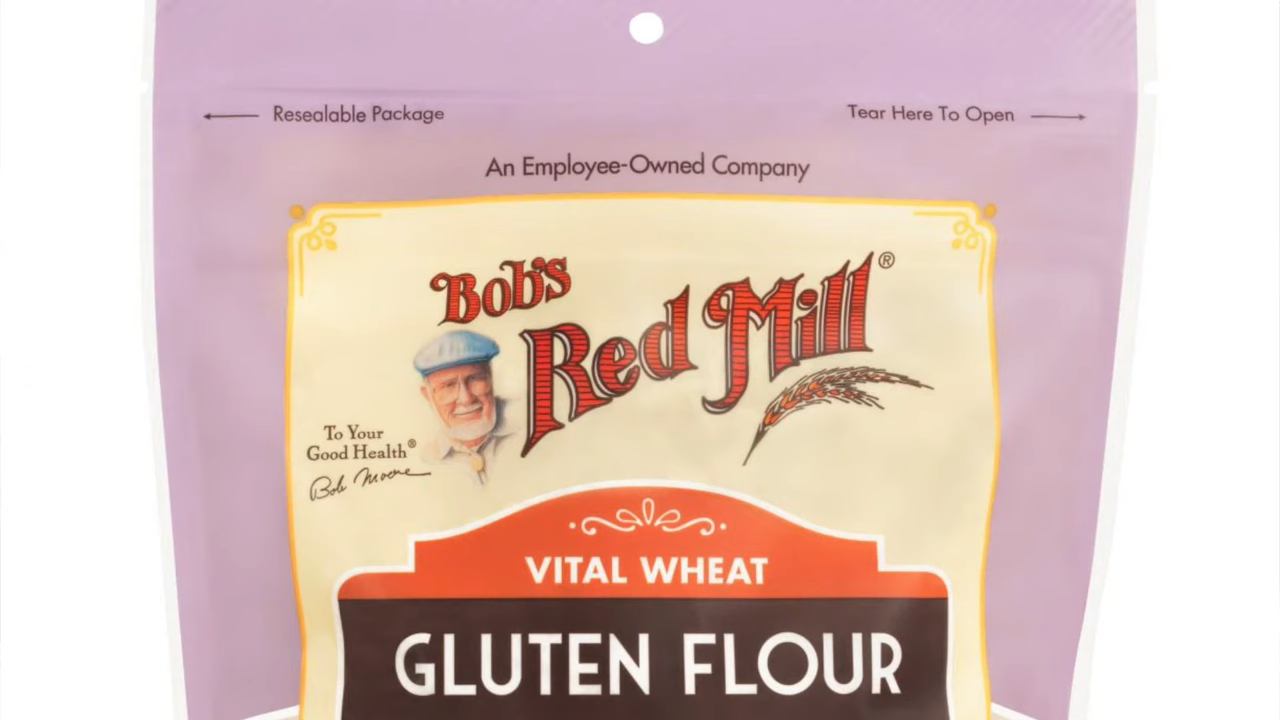 Resealable Package
Tear Here To Open
An Employee-Owned Company
Bob's
Red Mill®
To Your
Good Health®
Bob Moore
VITAL WHEAT
GLUTEN FLOUR